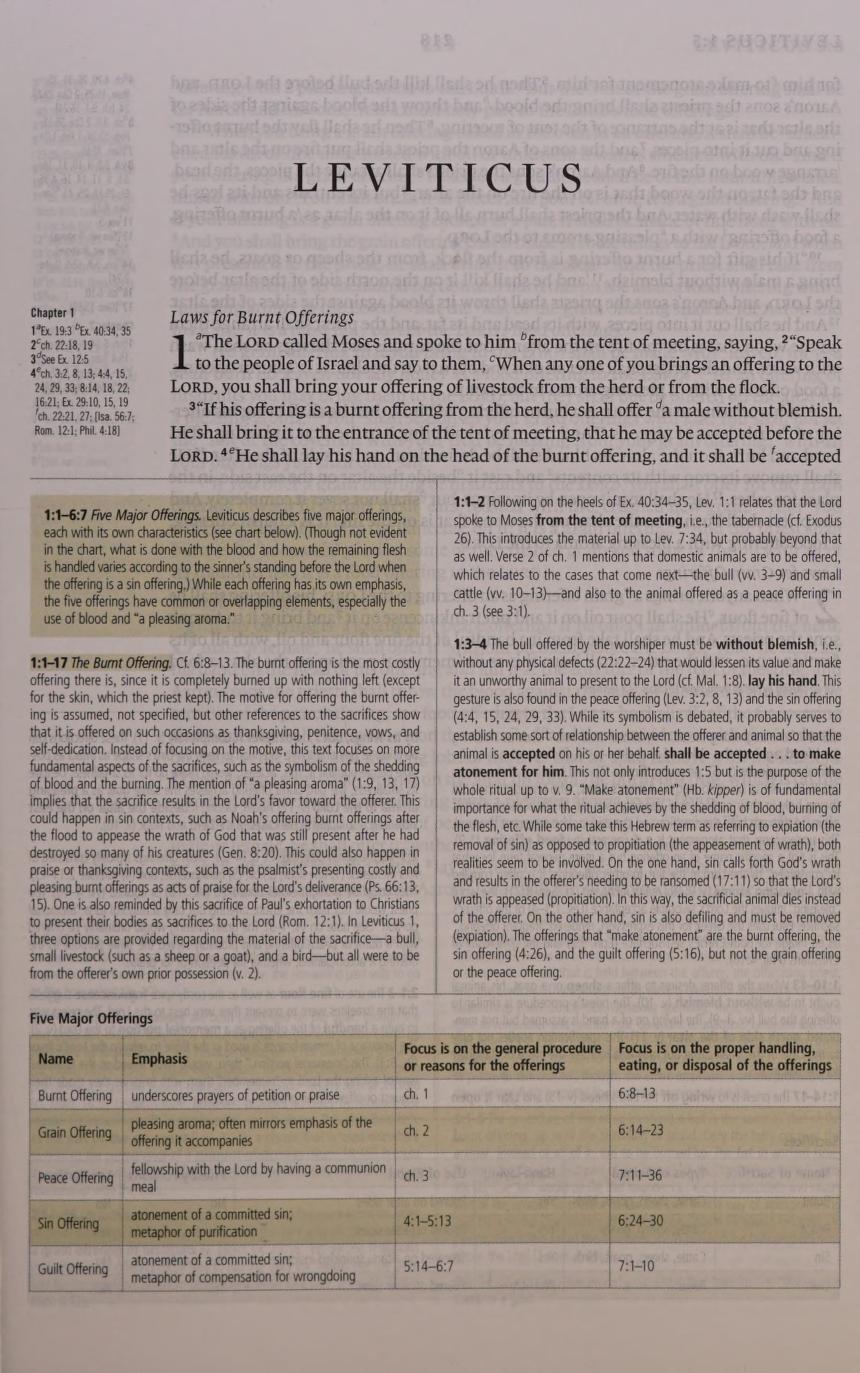 LEVITICUS
Chapter 1
1ᵃEx. 19:3 ᵇEx. 40:34, 35
2ᶜch. 22:18, 19
3ᵈSee Ex. 12:5
4ᵉch. 3:2, 8, 13; 4:4, 15,
24, 29, 33; 8:14, 18, 22;
16:21; Ex. 29:10, 15, 19
ᶠch. 22:21, 27; [Isa. 56:7;
Rom. 12:1; Phil. 4:18]
Laws for Burnt Offerings
1 ᵃThe LORD called Moses and spoke to him ᵇfrom the tent of meeting, saying, ²“Speak
to the people of Israel and say to them, ᶜWhen any one of you brings an offering to the
LORD, you shall bring your offering of livestock from the herd or from the flock.
³“If his offering is a burnt offering from the herd, he shall offer ᵈa male without blemish.
He shall bring it to the entrance of the tent of meeting, that he may be accepted before the
LORD. ⁴ᵉHe shall lay his hand on the head of the burnt offering, and it shall be ᶠaccepted
1:1–6:7 Five Major Offerings. Leviticus describes five major offerings,
each with its own characteristics (see chart below). (Though not evident
in the chart, what is done with the blood and how the remaining flesh
is handled varies according to the sinner’s standing before the Lord when
the offering is a sin offering.) While each offering has its own emphasis,
the five offerings have common or overlapping elements, especially the
use of blood and “a pleasing aroma.”
1:1–17 The Burnt Offering. Cf. 6:8–13. The burnt offering is the most costly
offering there is, since it is completely burned up with nothing left (except
for the skin, which the priest kept). The motive for offering the burnt offer-
ing is assumed, not specified, but other references to the sacrifices show
that it is offered on such occasions as thanksgiving, penitence, vows, and
self-dedication. Instead of focusing on the motive, this text focuses on more
fundamental aspects of the sacrifices, such as the symbolism of the shedding
of blood and the burning. The mention of “a pleasing aroma” (1:9, 13, 17)
implies that the sacrifice results in the Lord’s favor toward the offerer. This
could happen in sin contexts, such as Noah’s offering burnt offerings after
the flood to appease the wrath of God that was still present after he had
destroyed so many of his creatures (Gen. 8:20). This could also happen in
praise or thanksgiving contexts, such as the psalmist’s presenting costly and
pleasing burnt offerings as acts of praise for the Lord’s deliverance (Ps. 66:13,
15). One is also reminded by this sacrifice of Paul’s exhortation to Christians
to present their bodies as sacrifices to the Lord (Rom. 12:1). In Leviticus 1,
three options are provided regarding the material of the sacrifice—a bull,
small livestock (such as a sheep or a goat), and a bird—but all were to be
from the offerer’s own prior possession (v. 2).
1:1–2 Following on the heels of Ex. 40:34–35, Lev. 1:1 relates that the Lord
spoke to Moses from the tent of meeting, i.e., the tabernacle (cf. Exodus
26). This introduces the material up to Lev. 7:34, but probably beyond that
as well. Verse 2 of ch. 1 mentions that domestic animals are to be offered,
which relates to the cases that come next—the bull (vv. 3–9) and small
cattle (vv. 10–13)—and also to the animal offered as a peace offering in
ch. 3 (see 3:1).
1:3–4 The bull offered by the worshiper must be without blemish, i.e.,
without any physical defects (22:22–24) that would lessen its value and make
it an unworthy animal to present to the Lord (cf. Mal. 1:8). lay his hand. This
gesture is also found in the peace offering (Lev. 3:2, 8, 13) and the sin offering
(4:4, 15, 24, 29, 33). While its symbolism is debated, it probably serves to
establish some sort of relationship between the offerer and animal so that the
animal is accepted on his or her behalf. shall be accepted . . . to make
atonement for him. This not only introduces 1:5 but is the purpose of the
whole ritual up to v. 9. “Make atonement” (Hb. kipper) is of fundamental
importance for what the ritual achieves by the shedding of blood, burning of
the flesh, etc. While some take this Hebrew term as referring to expiation (the
removal of sin) as opposed to propitiation (the appeasement of wrath), both
realities seem to be involved. On the one hand, sin calls forth God’s wrath
and results in the offerer’s needing to be ransomed (17:11) so that the Lord’s
wrath is appeased (propitiation). In this way, the sacrificial animal dies instead
of the offerer. On the other hand, sin is also defiling and must be removed
(expiation). The offerings that “make atonement” are the burnt offering, the
sin offering (4:26), and the guilt offering (5:16), but not the grain offering
or the peace offering.
Five Major Offerings
Name
Emphasis
Focus is on the general procedure
or reasons for the offerings
Focus is on the proper handling,
eating, or disposal of the offerings
Burnt Offering
underscores prayers of petition or praise
ch. 1
6:8–13
Grain Offering
pleasing aroma; often mirrors emphasis of the
offering it accompanies
ch. 2
6:14–23
Peace Offering
fellowship with the Lord by having a communion
meal
ch. 3
7:11–36
Sin Offering
atonement of a committed sin;
metaphor of purification
4:1–5:13
6:24–30
Guilt Offering
atonement of a committed sin;
metaphor of compensation for wrongdoing
5:14–6:7
7:1–10